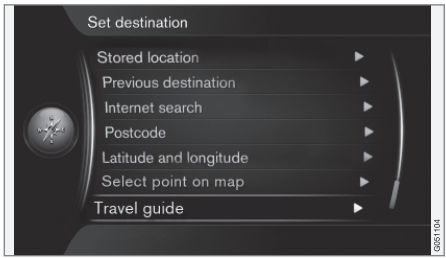 Set destination
Stored location
Previous destination
Internet search
Postcode
Latitude and longitude
Select point on map
Travel guide
G051104